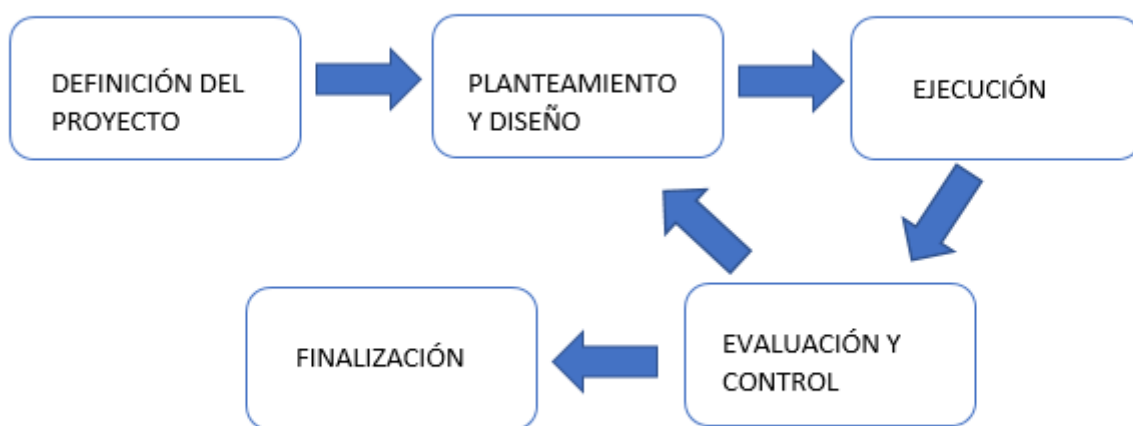 DEFINICIÓN DEL
PROYECTO
PLANTEAMIENTO
Y DISEÑO
EJECUCIÓN
EVALUACIÓN Y
CONTROL
FINALIZACIÓN